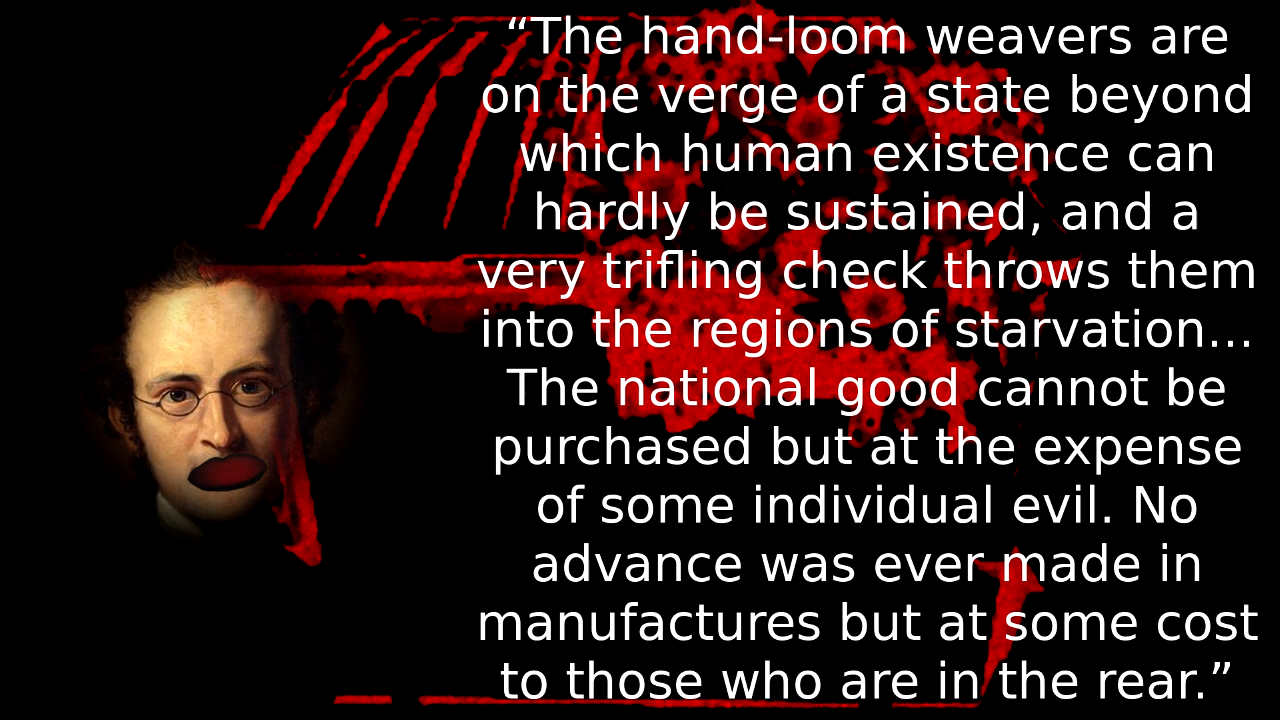 “The hand-loom weavers are
on the verge of a state beyond
which human existence can
hardly be sustained, and a
very trifling check throws them
into the regions of starvation...
The national good cannot be
purchased but at the expense
of some individual evil. No
advance was ever made in
manufactures but at some cost
to those who are in the rear.”